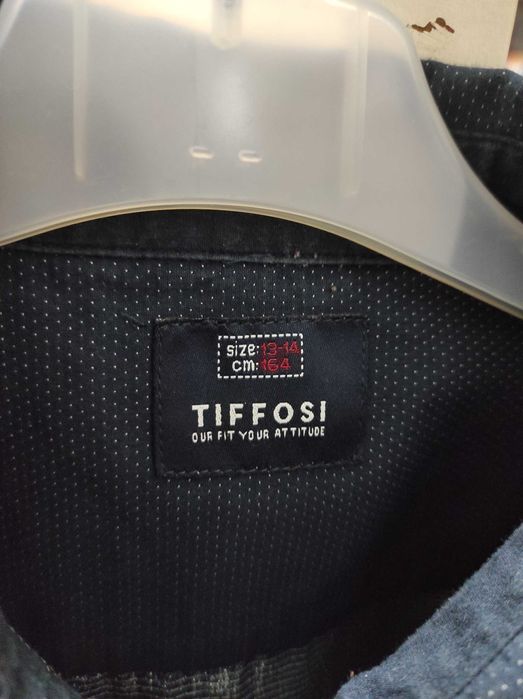 size: 13-14
cm: 164
TIFFOSI
OUR FIT YOUR ATTITUDE